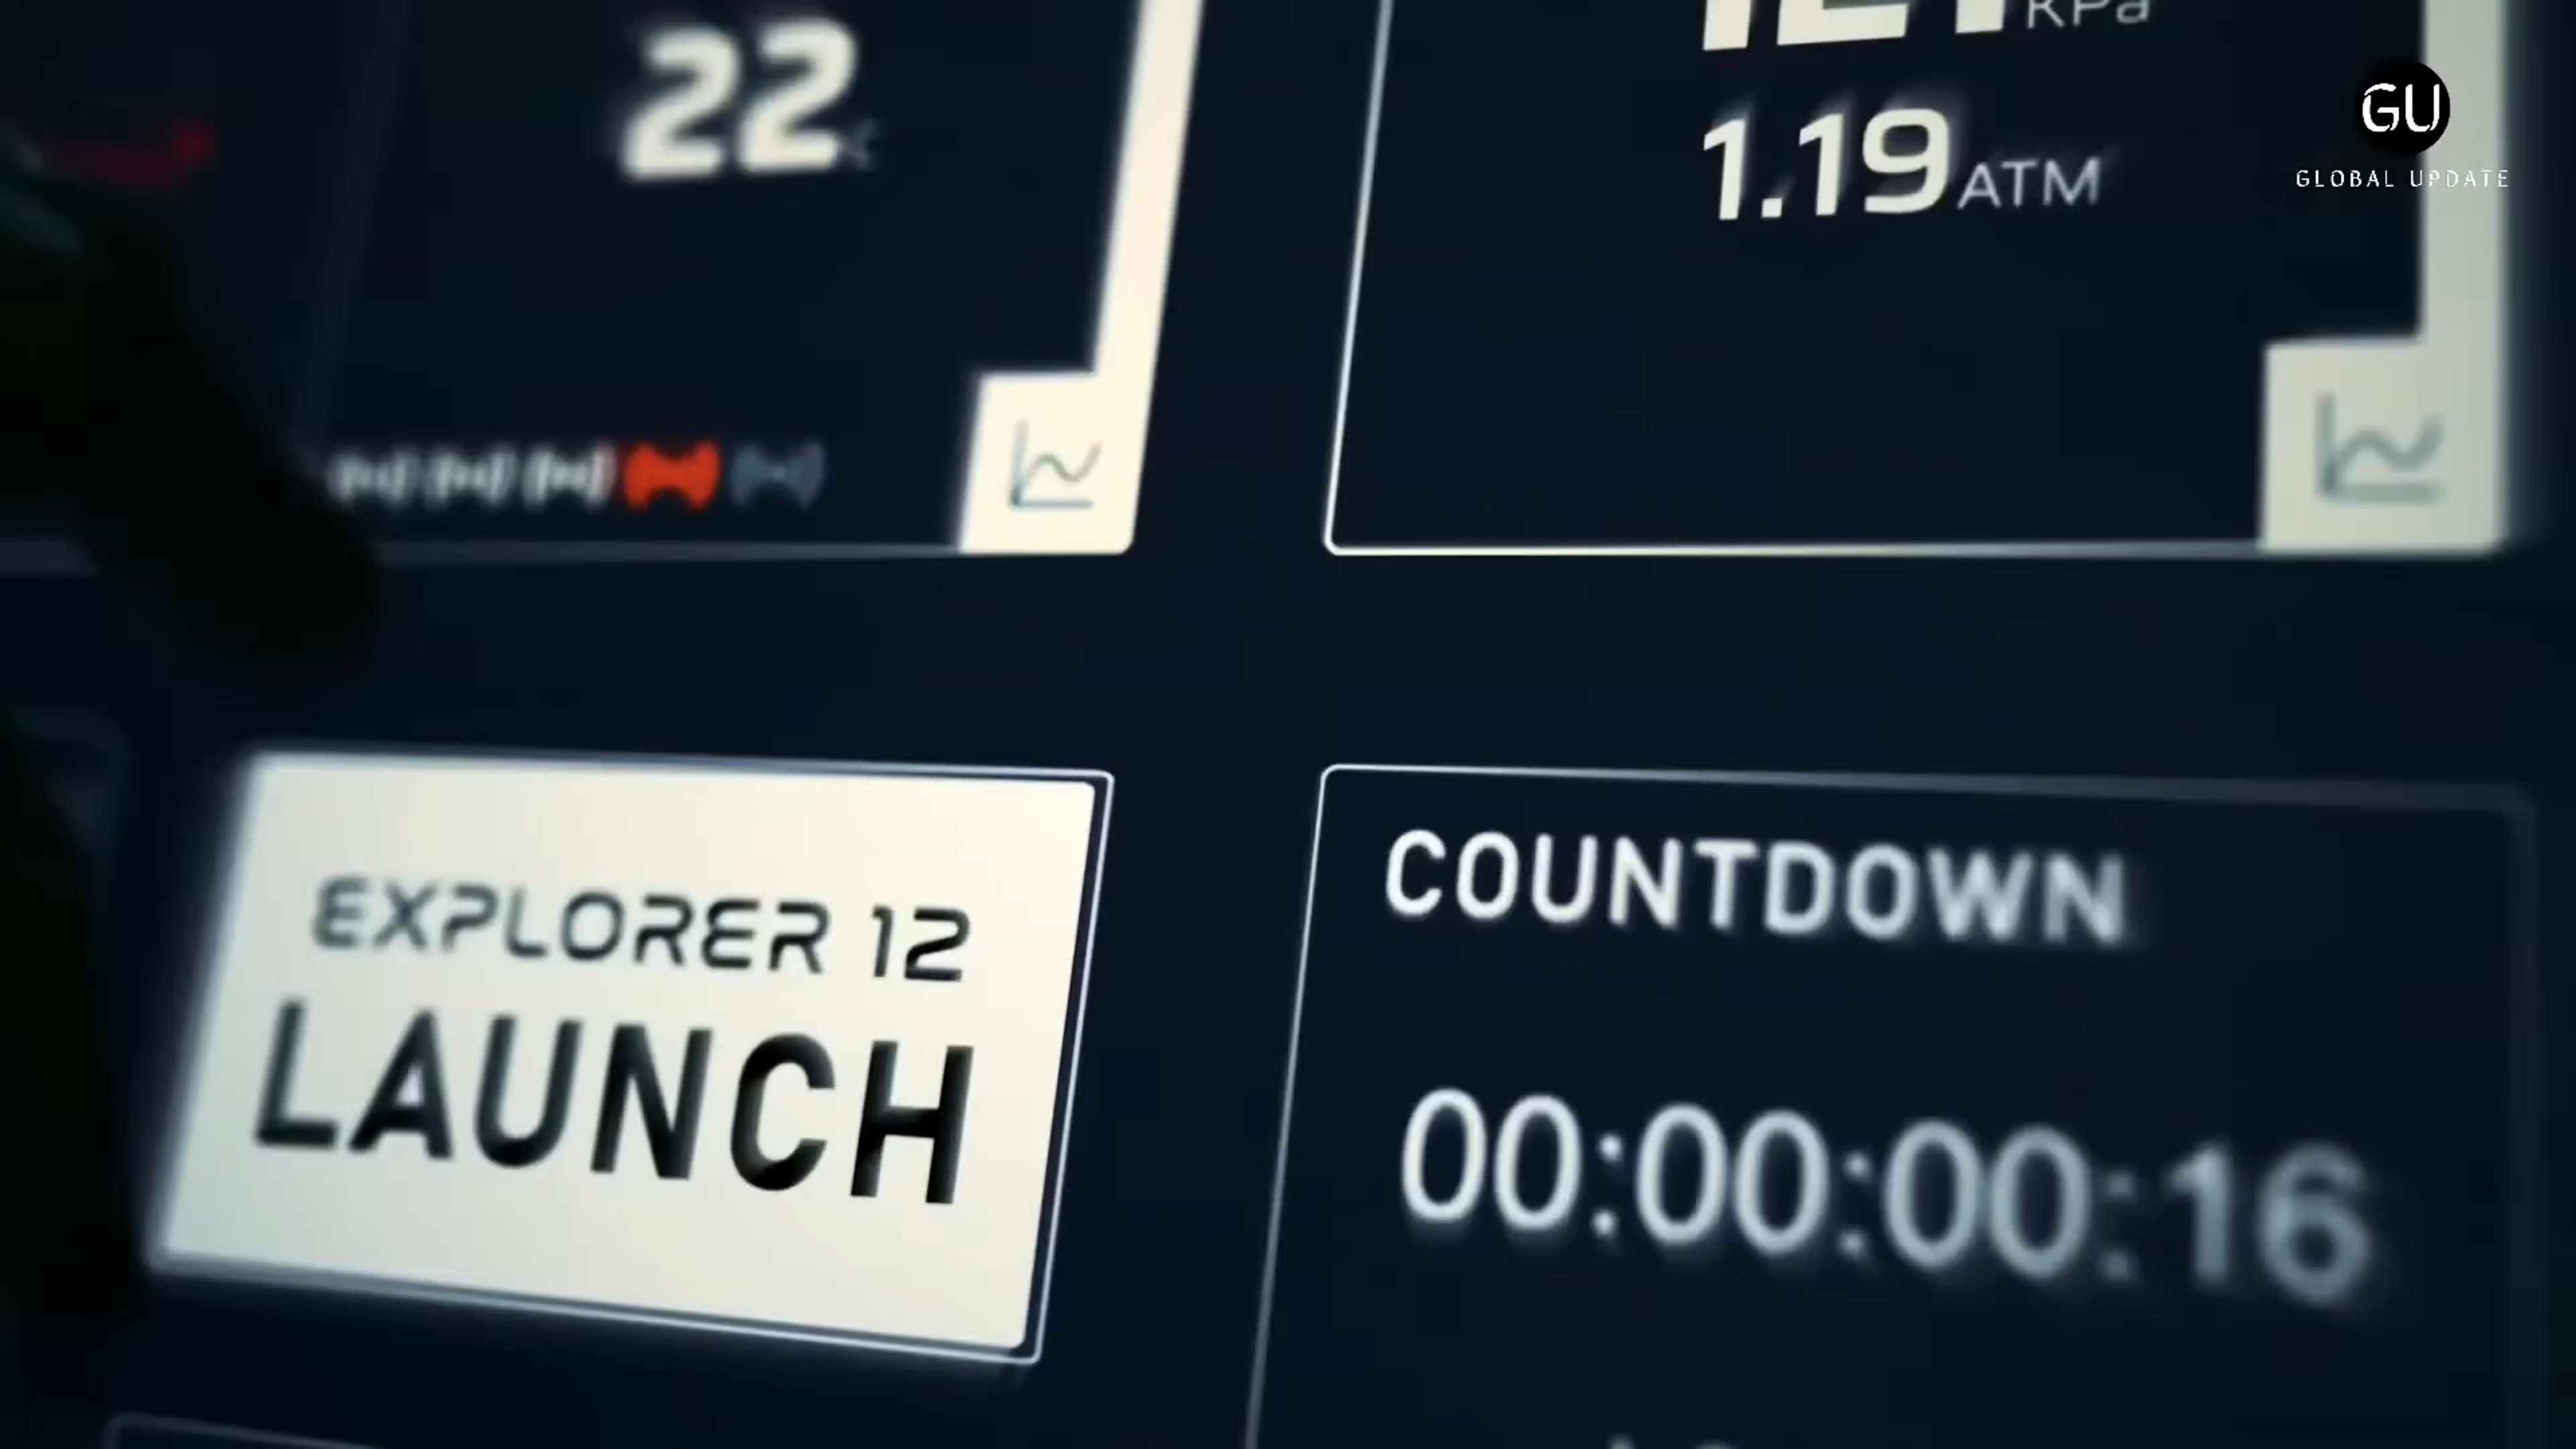 22
KPa
1.19 ATM
GU
GLOBAL UPDATE
EXPLORER 12
LAUNCH
COUNTDOWN
00:00:00:16